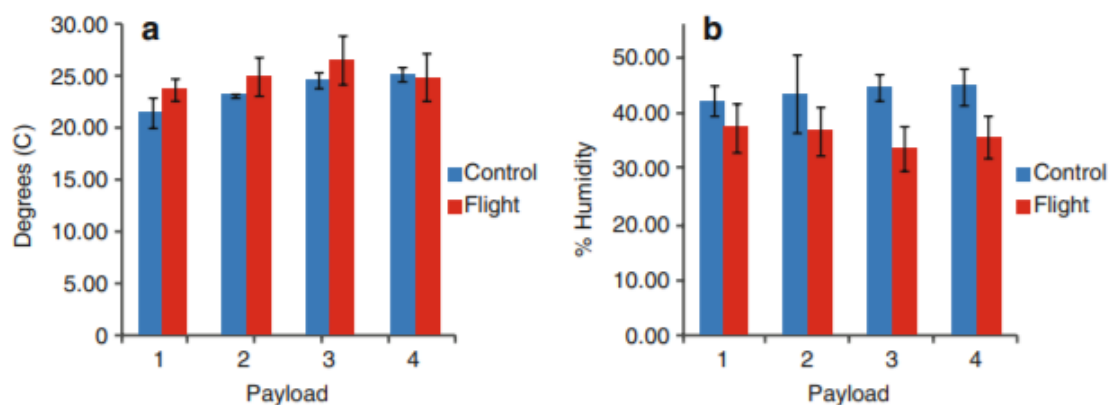 a
30.00
25.00
20.00
15.00
10.00
5.00
0
Degrees (C)
1 2 3 4
Payload
Control
Flight
b
50.00
40.00
30.00
20.00
10.00
0.00
% Humidity
1 2 3 4
Payload
Control
Flight